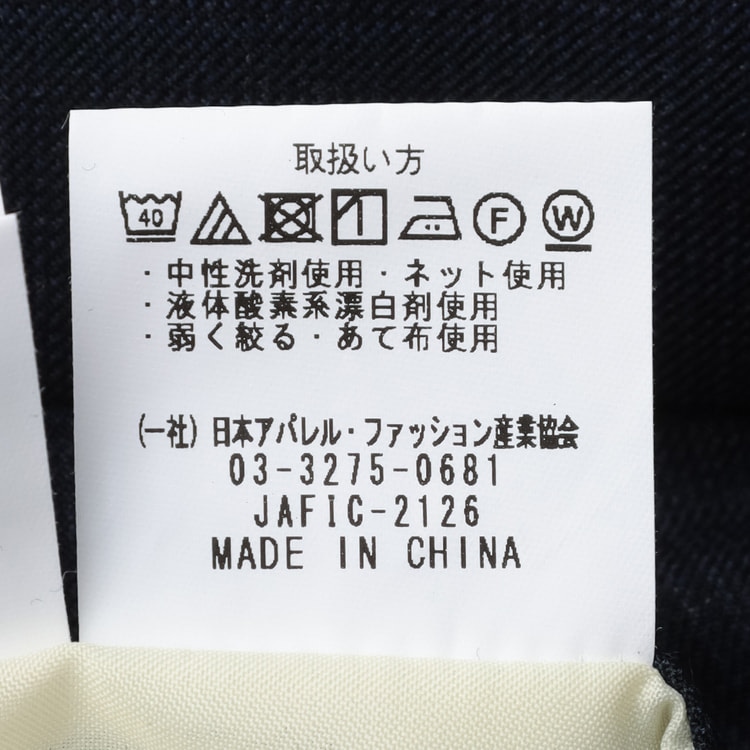 取扱い方
40 F W
・中性洗剤使用・ネット使用
・液体酸素系漂白剤使用
・弱く絞る・あて布使用
(一社)日本アパレル・ファッション産業協会
03-3275-0681
JAFIC-2126
MADE IN CHINA